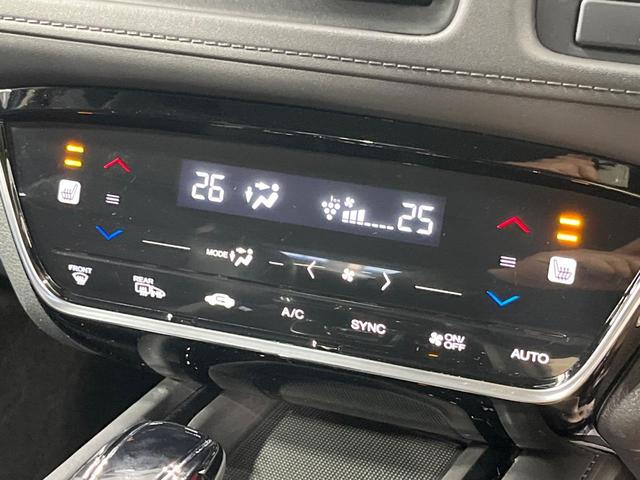 26 25
MODE
FRONT
REAR
A/C
SYNC
ON/
OFF
AUTO